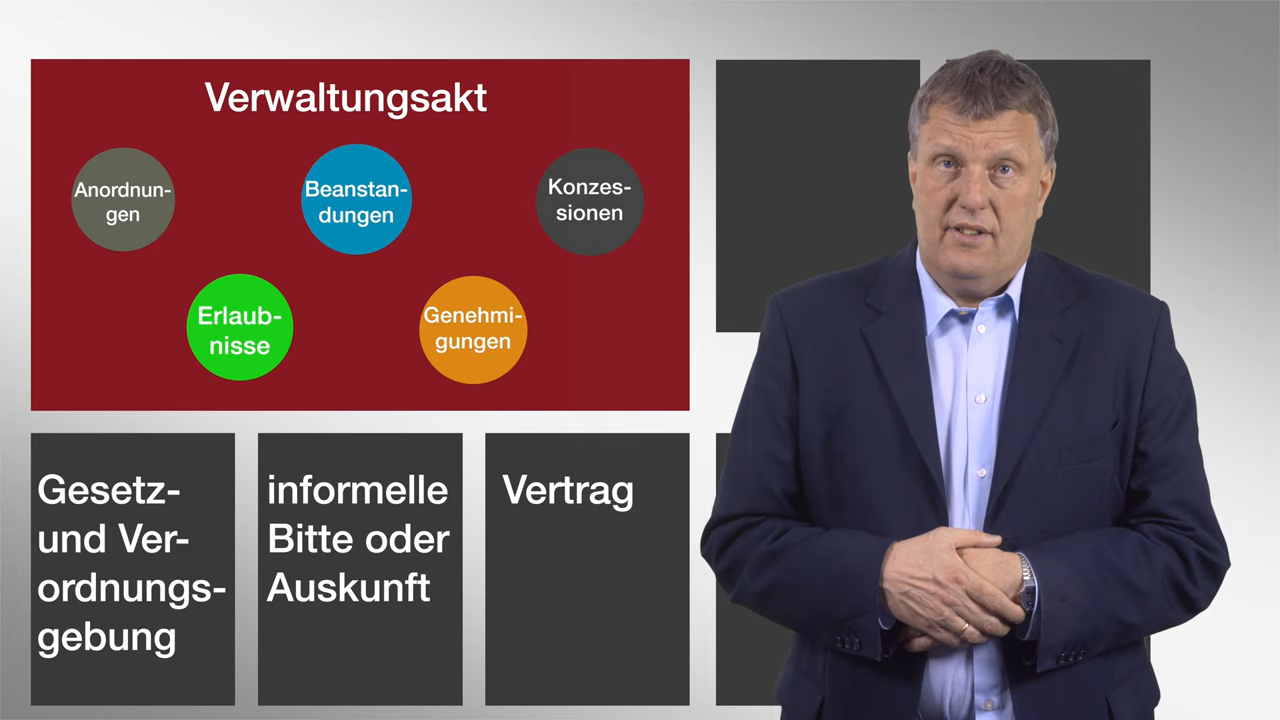 Verwaltungsakt
Anordnun-
gen
Beanstan-
dungen
Konzes-
sionen
Erlaub-
nisse
Genehmi-
gungen
Gesetz-
und Ver-
ordnungs-
gebung
informelle
Bitte oder
Auskunft
Vertrag